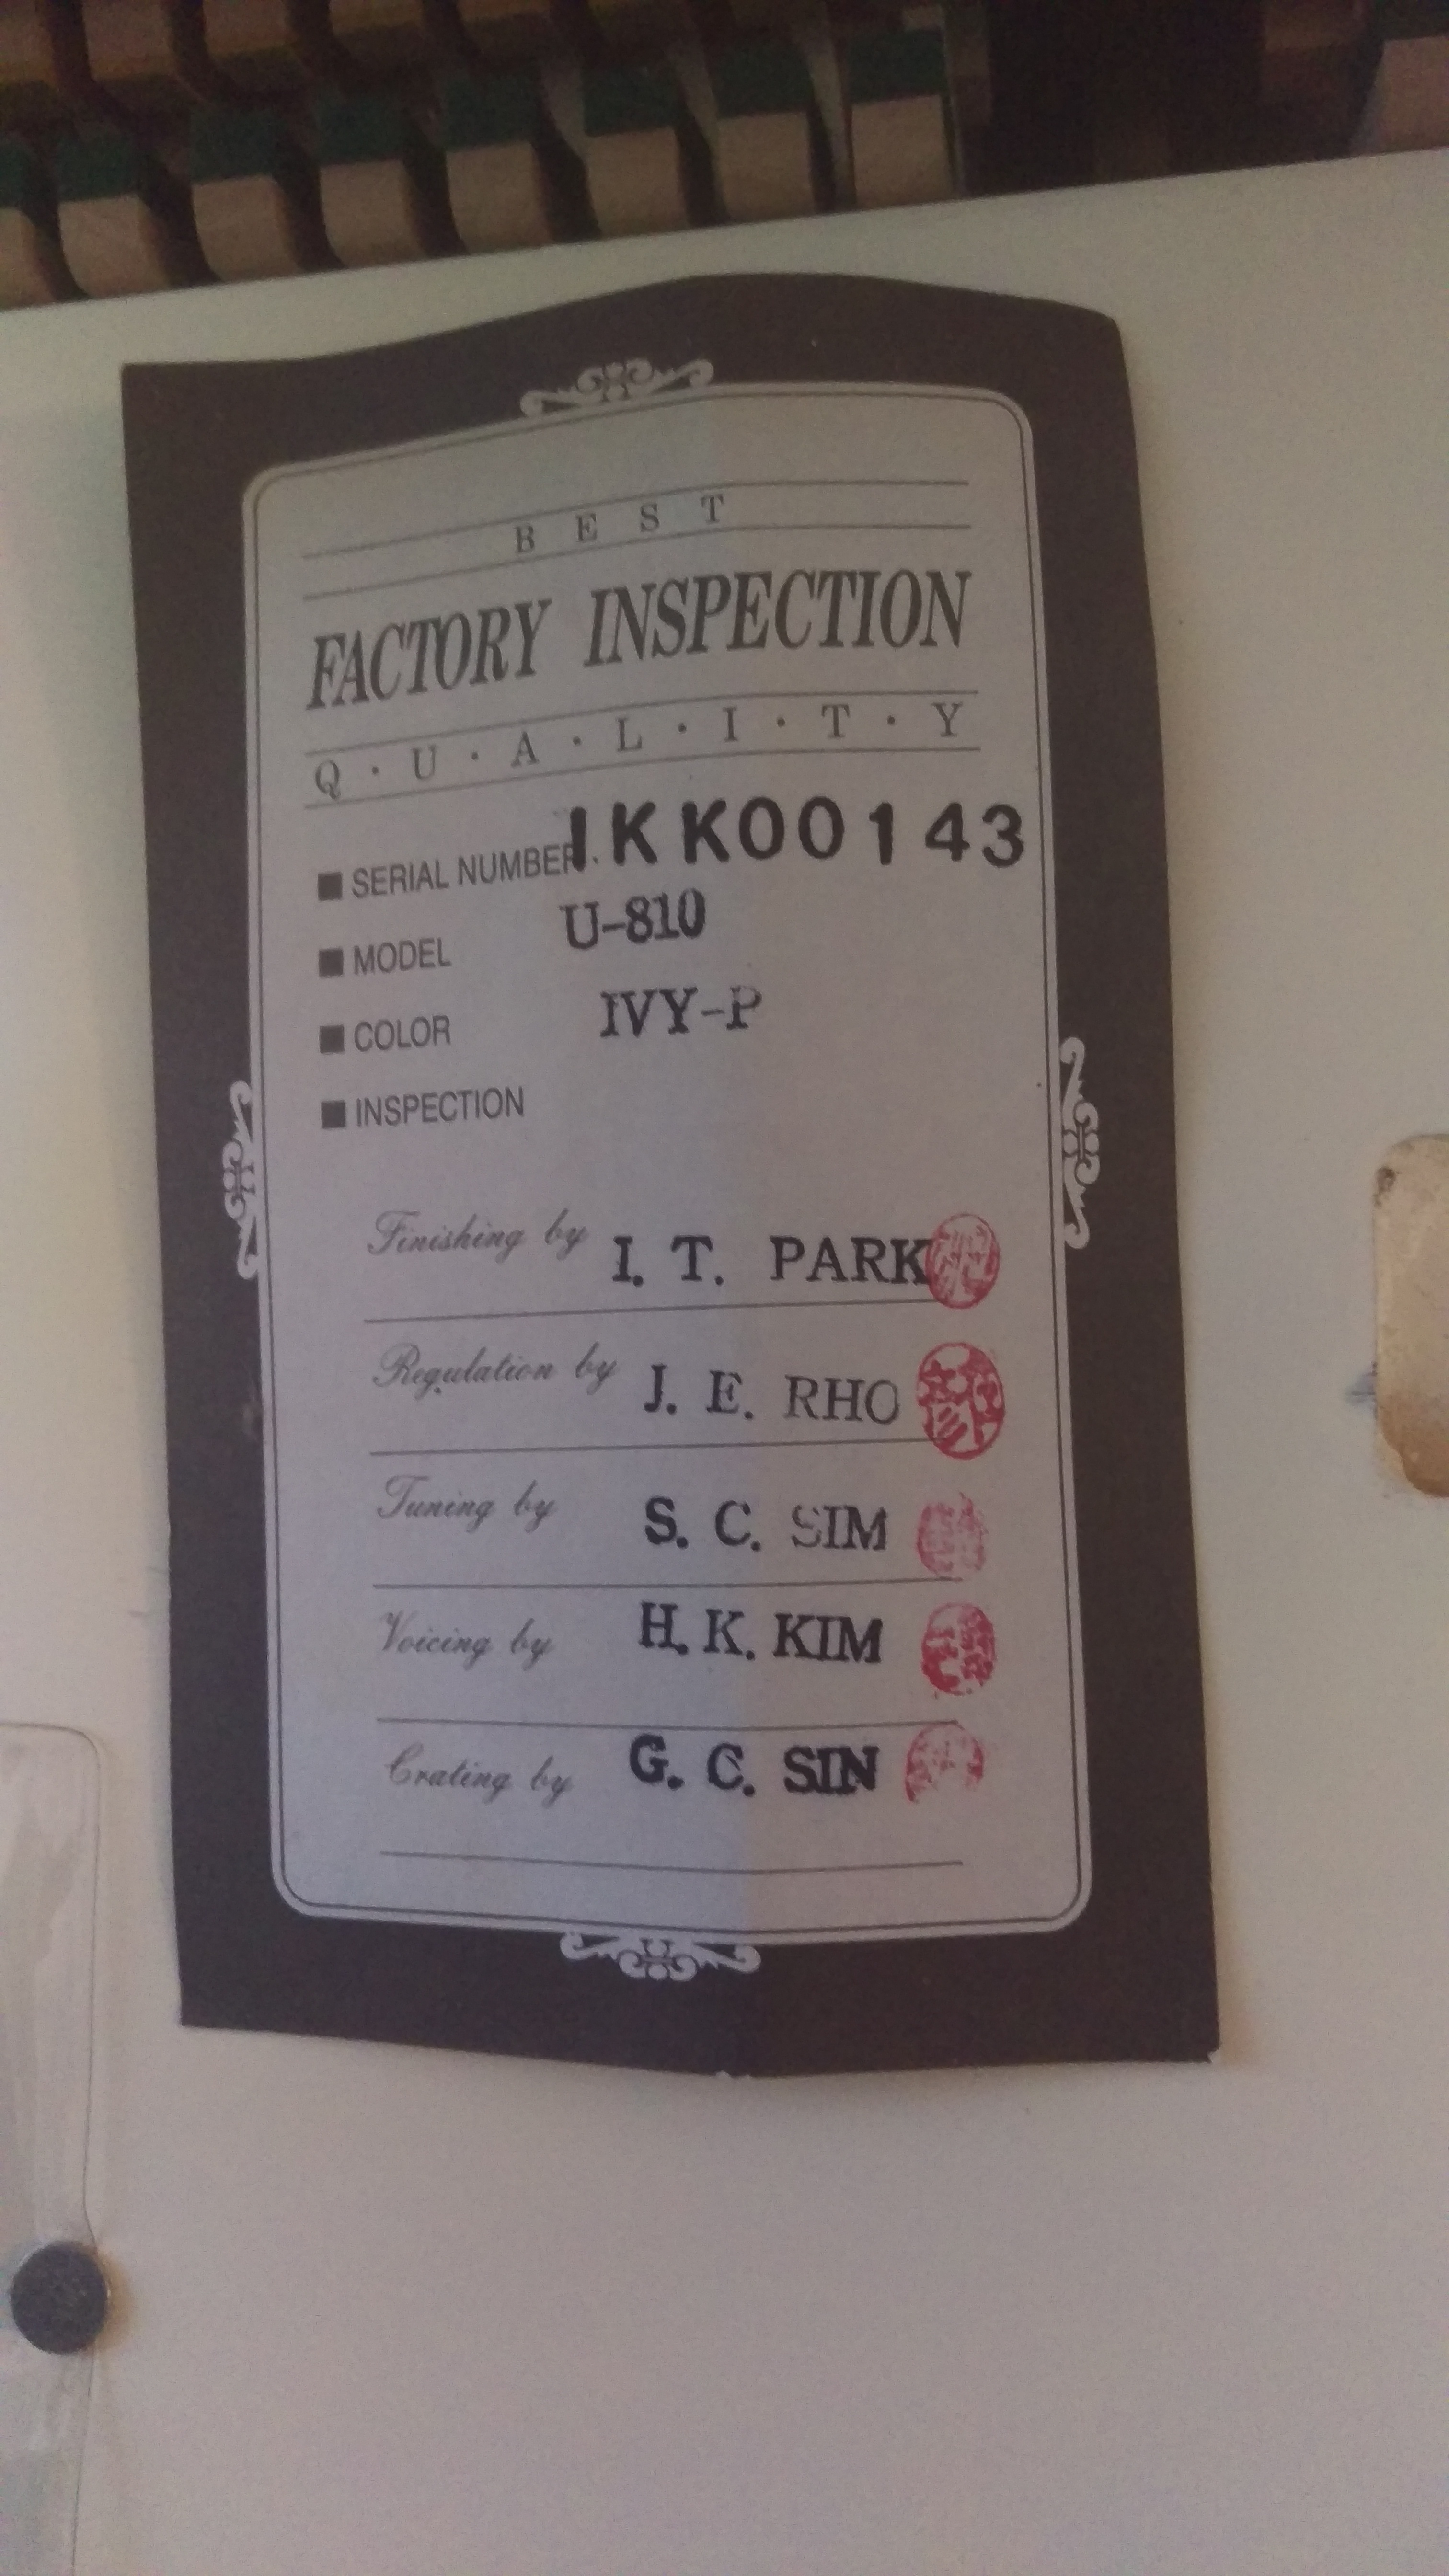 BEST
FACTORY INSPECTION
Q·U·A·L·I·T·Y
■ SERIAL NUMBER IKK00143
■ MODEL U-810
■ COLOR IVY-P
■ INSPECTION
Finishing by I. T. PARK
Regulation by J. E. RHO
Tuning by S. C. SIM
Voicing by H. K. KIM
Crating by G. C. SIN